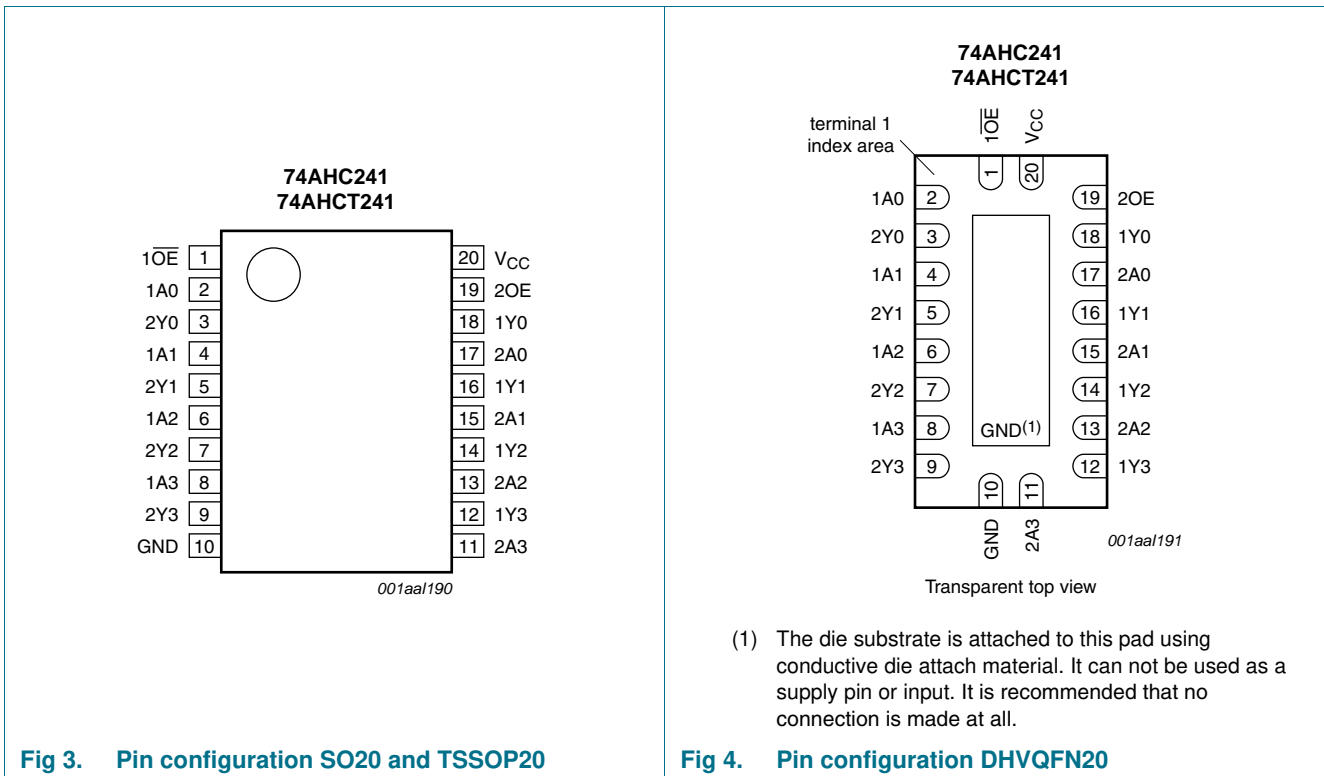 74AHC241
74AHCT241
1OE 1
1A0 2
2Y0 3
1A1 4
2Y1 5
1A2 6
2Y2 7
1A3 8
2Y3 9
GND 10
20 VCC
19 2OE
18 1Y0
17 2A0
16 1Y1
15 2A1
14 1Y2
13 2A2
12 1Y3
11 2A3
001aal190
Fig 3. Pin configuration SO20 and TSSOP20
74AHC241
74AHCT241
terminal 1
index area
1OE
VCC
1
20
1A0 2
2Y0 3
1A1 4
2Y1 5
1A2 6
2Y2 7
1A3 8
2Y3 9
19 2OE
18 1Y0
17 2A0
16 1Y1
15 2A1
14 1Y2
13 2A2
12 1Y3
GND(1)
10
11
GND
2A3
001aal191
Transparent top view
(1) The die substrate is attached to this pad using
conductive die attach material. It can not be used as a
supply pin or input. It is recommended that no
connection is made at all.
Fig 4. Pin configuration DHVQFN20